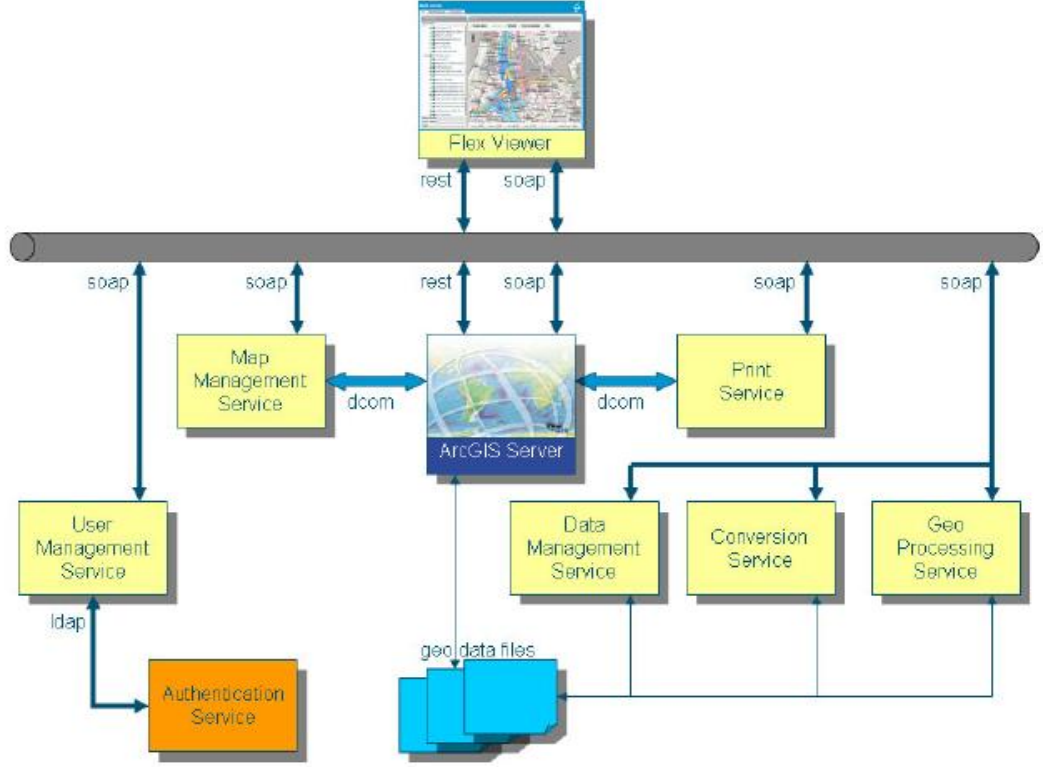 Flex Viewer
rest
soap
soap
soap
rest
soap
soap
soap
Map
Management
Service
dcom
ArcGIS Server
dcom
Print
Service
User
Management
Service
Data
Management
Service
Conversion
Service
Geo
Processing
Service
ldap
geo data files
Authentication
Service